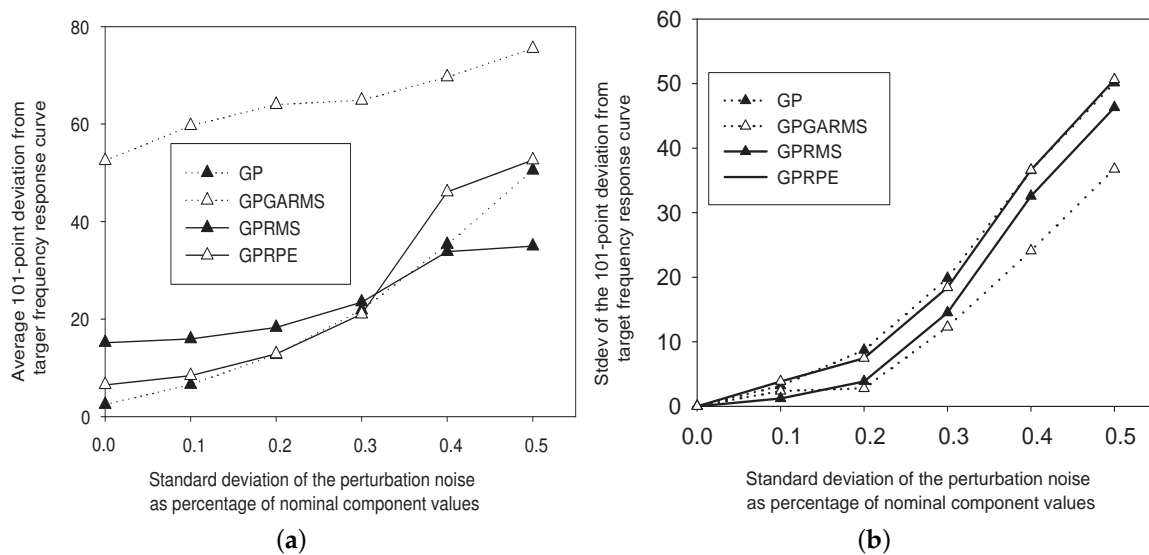 80
60
40
20
0
Average 101-point deviation from
targer frequency response curve
GP
GPGARMS
GPRMS
GPRPE
0.0 0.1 0.2 0.3 0.4 0.5
Standard deviation of the perturbation noise
as percentage of nominal component values
(a)
60
50
40
30
20
10
0
Stdev of the 101-point deviation from
target frequency response curve
GP
GPGARMS
GPRMS
GPRPE
0.0 0.1 0.2 0.3 0.4 0.5
Standard deviation of the perturbation noise
as percentage of nominal component values
(b)